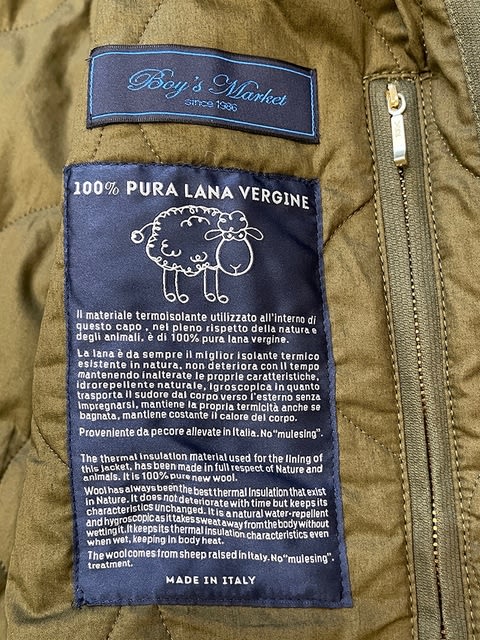 Boy's Market
since 1986
100% PURA LANA VERGINE
Il materiale termoisolante utilizzato all'interno di
questo capo , nel pieno rispetto della natura e
degli animali, è di 100% pura lana vergine.
La lana è da sempre il miglior isolante termico
esistente in natura, non deteriora con il tempo
mantenendo inalterate le proprie caratteristiche,
idrorepellente naturale, igroscopica in quanto
trasporta il sudore dal corpo verso l'esterno senza
impregnarsi, mantiene la propria termicità anche se
bagnata, mantiene costante il calore del corpo.
Proveniente da pecore allevate in Italia. No"mulesing".
The thermal insulation material used for the lining of
this jacket, has been made in full respect of Nature and
animals. It is 100% pure new wool.
Wool has always been the best thermal insulation that exist
in Nature. It does not deteriorate with time but keeps its
characteristics unchanged. It is a natural water-repellent
and hygroscopic as it takes sweat away from the body without
wetting it. It keeps its thermal insulation characteristics even
when wet, keeping in body heat.
The wool comes from sheep raised in Italy. No"mulesing".
treatment.
MADE IN ITALY